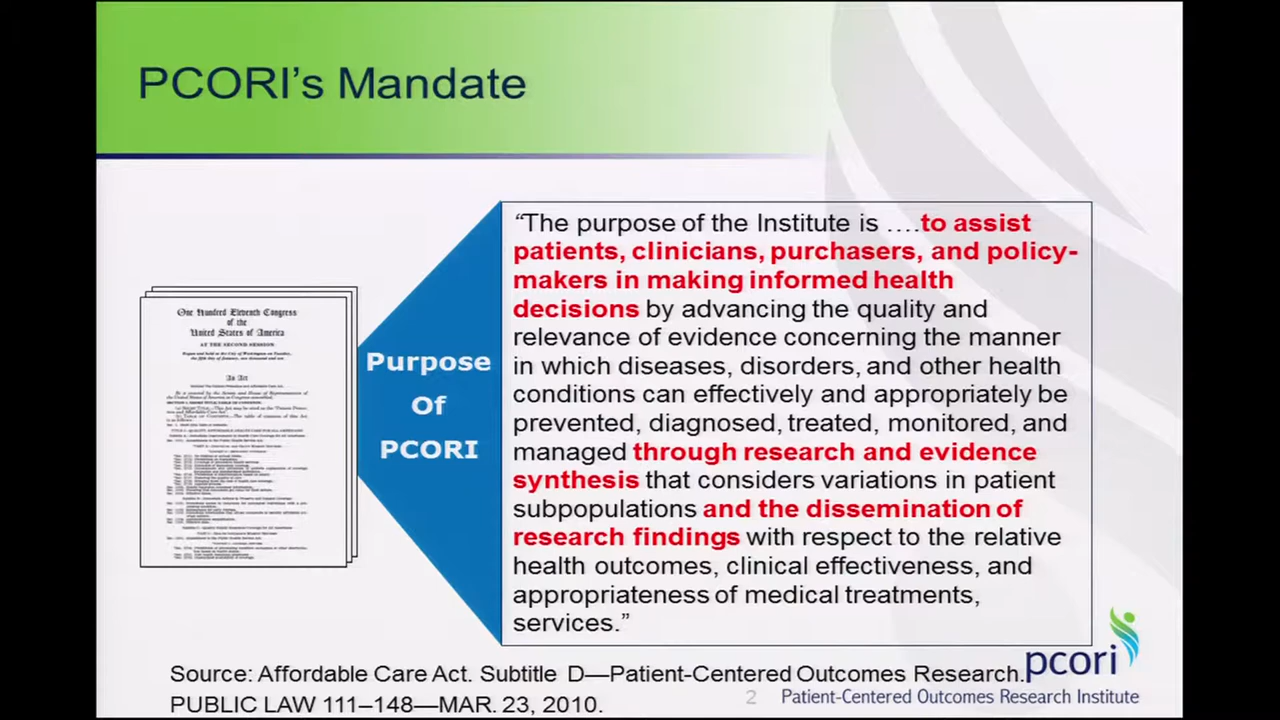 PCORI's Mandate
One Hundred Eleventh Congress
of the
United States of America
AT THE SECOND SESSION
An Act
Purpose
Of
PCORI
“The purpose of the Institute is ....to assist
patients, clinicians, purchasers, and policy-
makers in making informed health
decisions by advancing the quality and
relevance of evidence concerning the manner
in which diseases, disorders, and other health
conditions can effectively and appropriately be
prevented, diagnosed, treated, monitored, and
managed through research and evidence
synthesis that considers variations in patient
subpopulations and the dissemination of
research findings with respect to the relative
health outcomes, clinical effectiveness, and
appropriateness of medical treatments,
services.”
Source: Affordable Care Act. Subtitle D—Patient-Centered Outcomes Research.
PUBLIC LAW 111–148—MAR. 23, 2010.
pcori
2
Patient-Centered Outcomes Research Institute